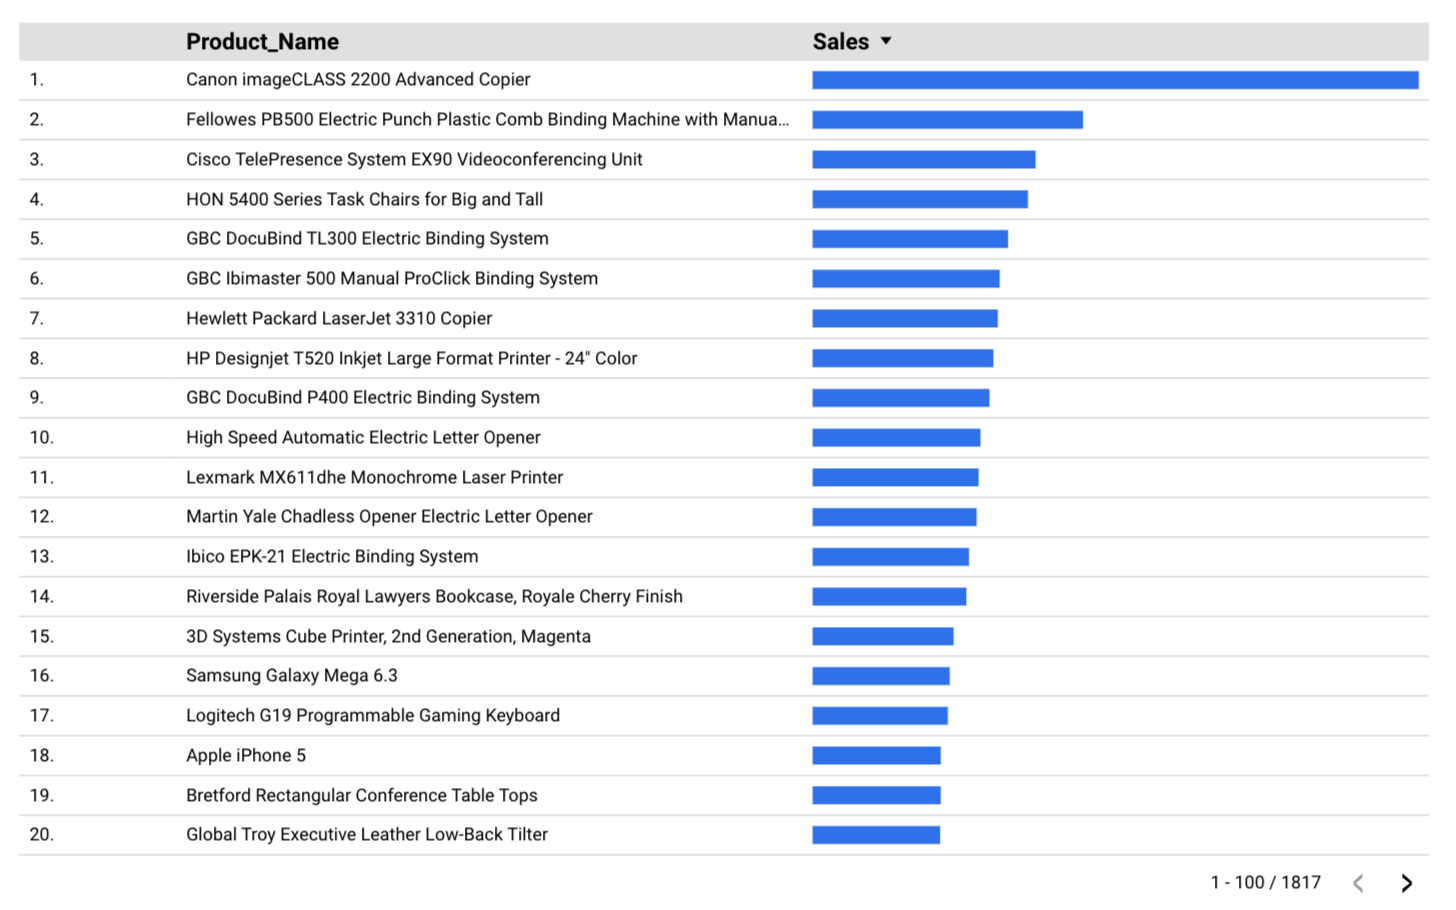 Product_Name Sales
1. Canon imageCLASS 2200 Advanced Copier
2. Fellowes PB500 Electric Punch Plastic Comb Binding Machine with Manua...
3. Cisco TelePresence System EX90 Videoconferencing Unit
4. HON 5400 Series Task Chairs for Big and Tall
5. GBC DocuBind TL300 Electric Binding System
6. GBC Ibimaster 500 Manual ProClick Binding System
7. Hewlett Packard LaserJet 3310 Copier
8. HP Designjet T520 Inkjet Large Format Printer - 24" Color
9. GBC DocuBind P400 Electric Binding System
10. High Speed Automatic Electric Letter Opener
11. Lexmark MX611dhe Monochrome Laser Printer
12. Martin Yale Chadless Opener Electric Letter Opener
13. Ibico EPK-21 Electric Binding System
14. Riverside Palais Royal Lawyers Bookcase, Royale Cherry Finish
15. 3D Systems Cube Printer, 2nd Generation, Magenta
16. Samsung Galaxy Mega 6.3
17. Logitech G19 Programmable Gaming Keyboard
18. Apple iPhone 5
19. Bretford Rectangular Conference Table Tops
20. Global Troy Executive Leather Low-Back Tilter
1 - 100 / 1817